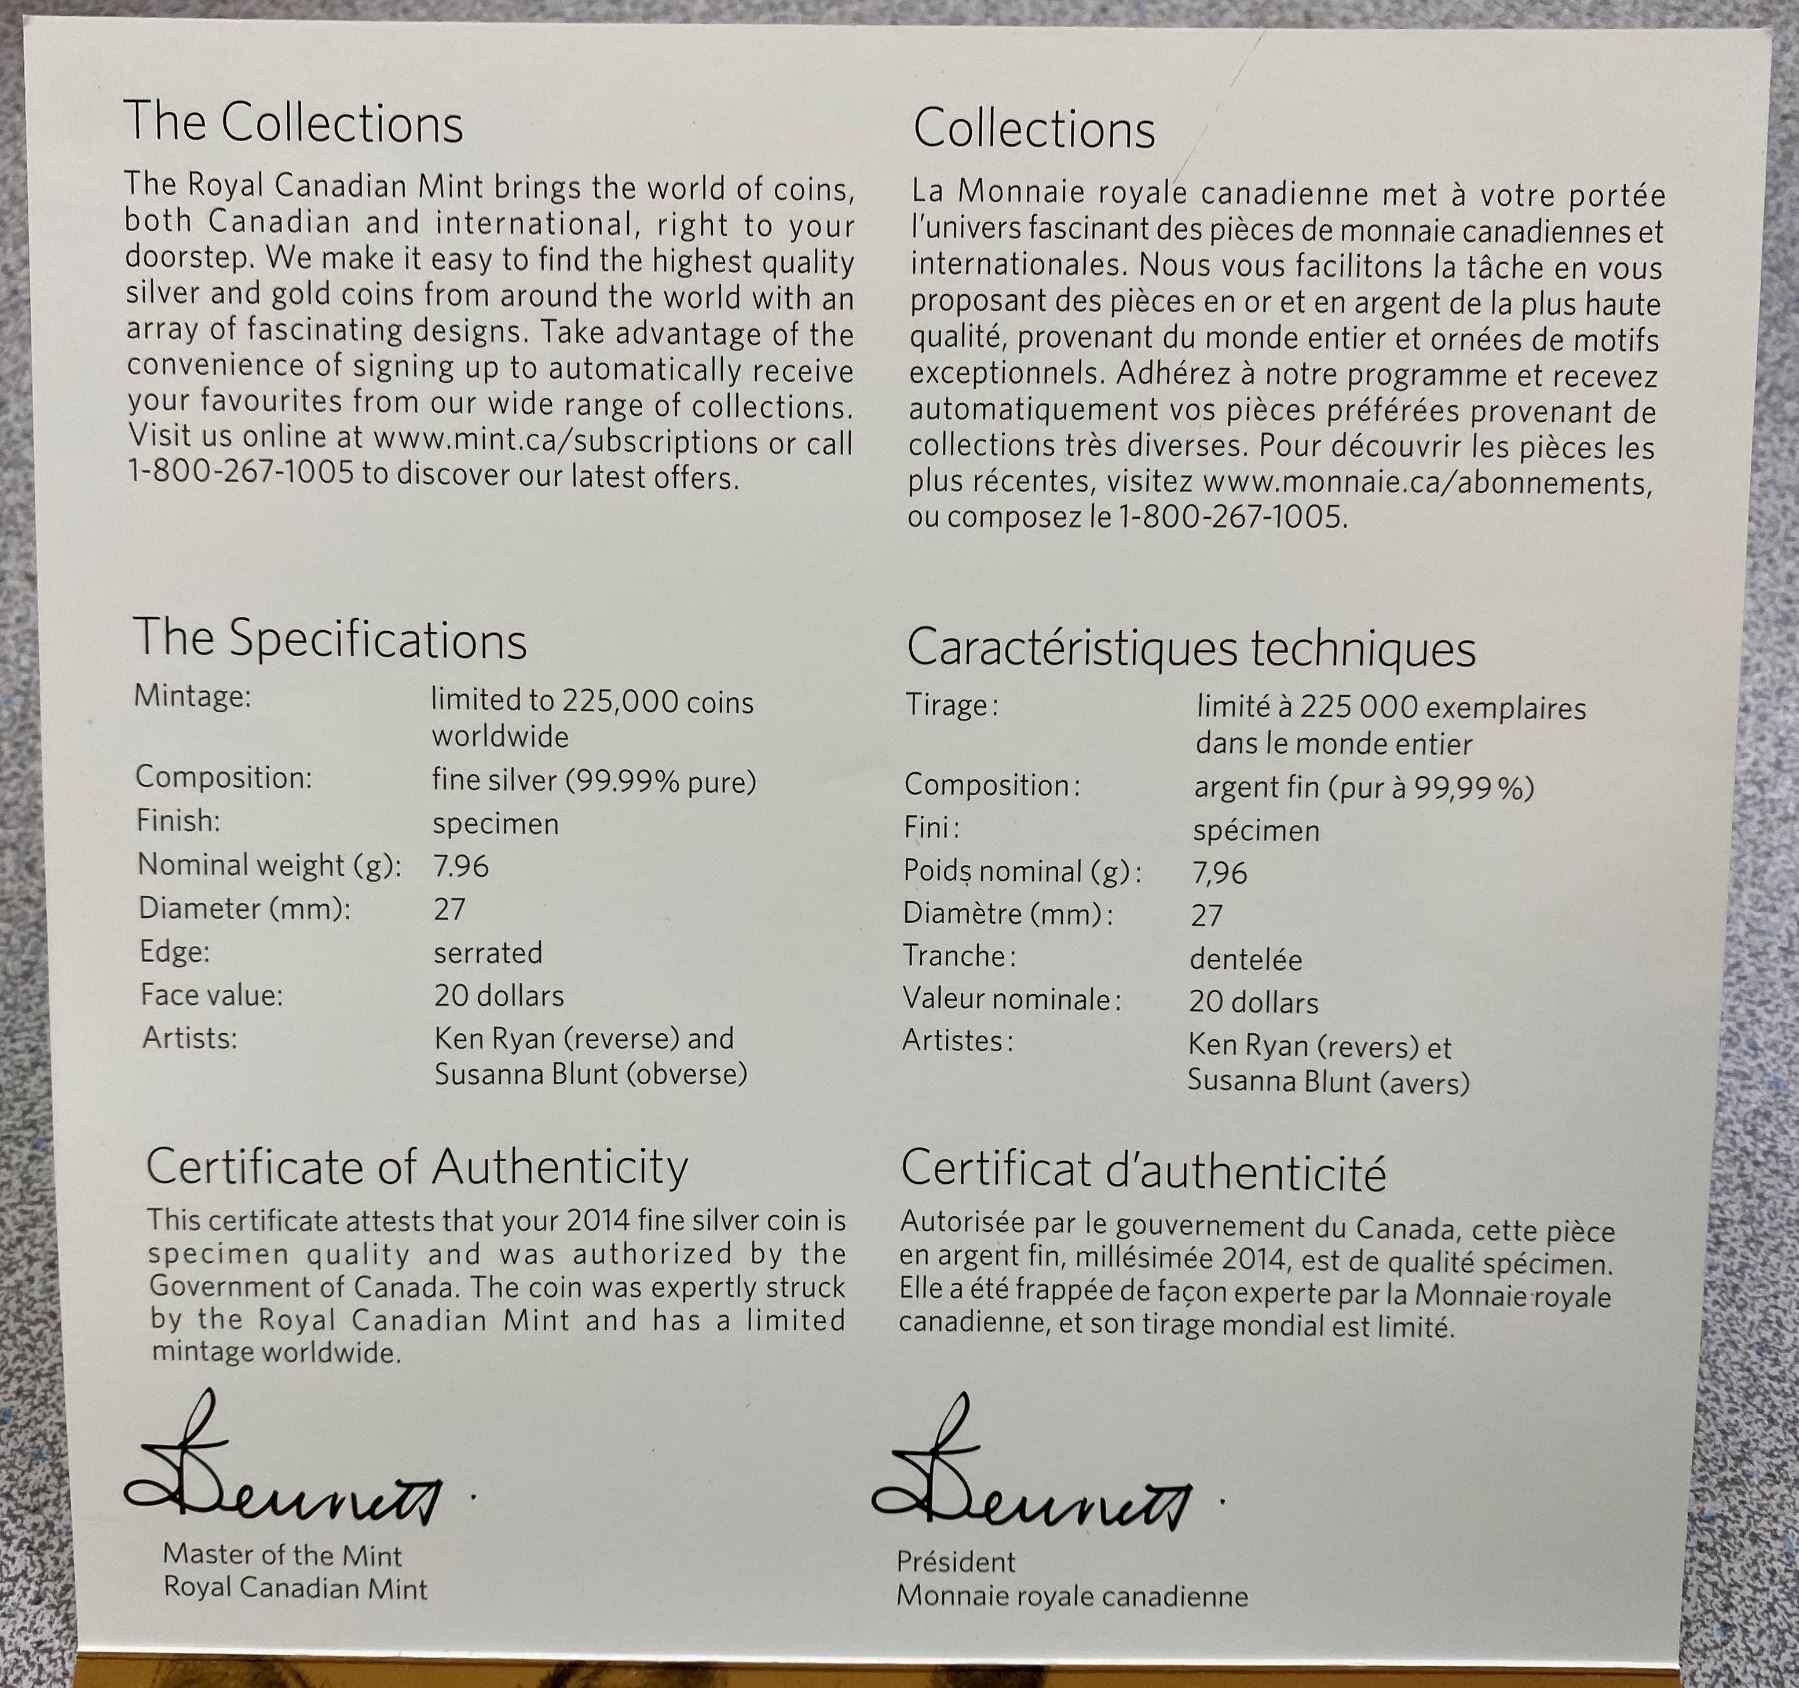 The Collections
The Royal Canadian Mint brings the world of coins,
both Canadian and international, right to your
doorstep. We make it easy to find the highest quality
silver and gold coins from around the world with an
array of fascinating designs. Take advantage of the
convenience of signing up to automatically receive
your favourites from our wide range of collections.
Visit us online at www.mint.ca/subscriptions or call
1-800-267-1005 to discover our latest offers.
Collections
La Monnaie royale canadienne met à votre portée
l'univers fascinant des pièces de monnaie canadiennes et
internationales. Nous vous facilitons la tâche en vous
proposant des pièces en or et en argent de la plus haute
qualité, provenant du monde entier et ornées de motifs
exceptionnels. Adhérez à notre programme et recevez
automatiquement vos pièces préférées provenant de
collections très diverses. Pour découvrir les pièces les
plus récentes, visitez www.monnaie.ca/abonnements,
ou composez le 1-800-267-1005.
The Specifications
Mintage: limited to 225,000 coins
worldwide
Composition: fine silver (99.99% pure)
Finish: specimen
Nominal weight (g): 7.96
Diameter (mm): 27
Edge: serrated
Face value: 20 dollars
Artists: Ken Ryan (reverse) and
Susanna Blunt (obverse)
Caractéristiques techniques
Tirage : limité à 225 000 exemplaires
dans le monde entier
Composition : argent fin (pur à 99,99 %)
Fini : spécimen
Poids nominal (g) : 7,96
Diamètre (mm) : 27
Tranche : dentelée
Valeur nominale : 20 dollars
Artistes : Ken Ryan (revers) et
Susanna Blunt (avers)
Certificate of Authenticity
This certificate attests that your 2014 fine silver coin is
specimen quality and was authorized by the
Government of Canada. The coin was expertly struck
by the Royal Canadian Mint and has a limited
mintage worldwide.
Bennett
Master of the Mint
Royal Canadian Mint
Certificat d'authenticité
Autorisée par le gouvernement du Canada, cette pièce
en argent fin, millésimée 2014, est de qualité spécimen.
Elle a été frappée de façon experte par la Monnaie royale
canadienne, et son tirage mondial est limité.
Bennett
Président
Monnaie royale canadienne